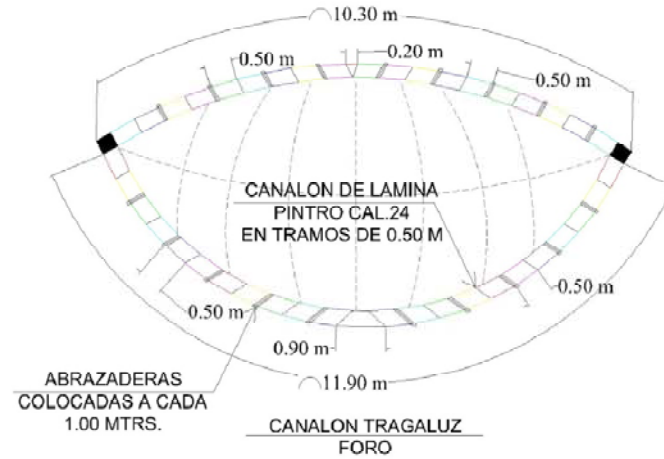 ⌒10.30 m
0.50 m
0.20 m
0.50 m
CANALON DE LAMINA
PINTRO CAL.24
EN TRAMOS DE 0.50 M
0.50 m
0.50 m
0.90 m
⌒11.90 m
ABRAZADERAS
COLOCADAS A CADA
1.00 MTRS.
CANALON TRAGALUZ
FORO